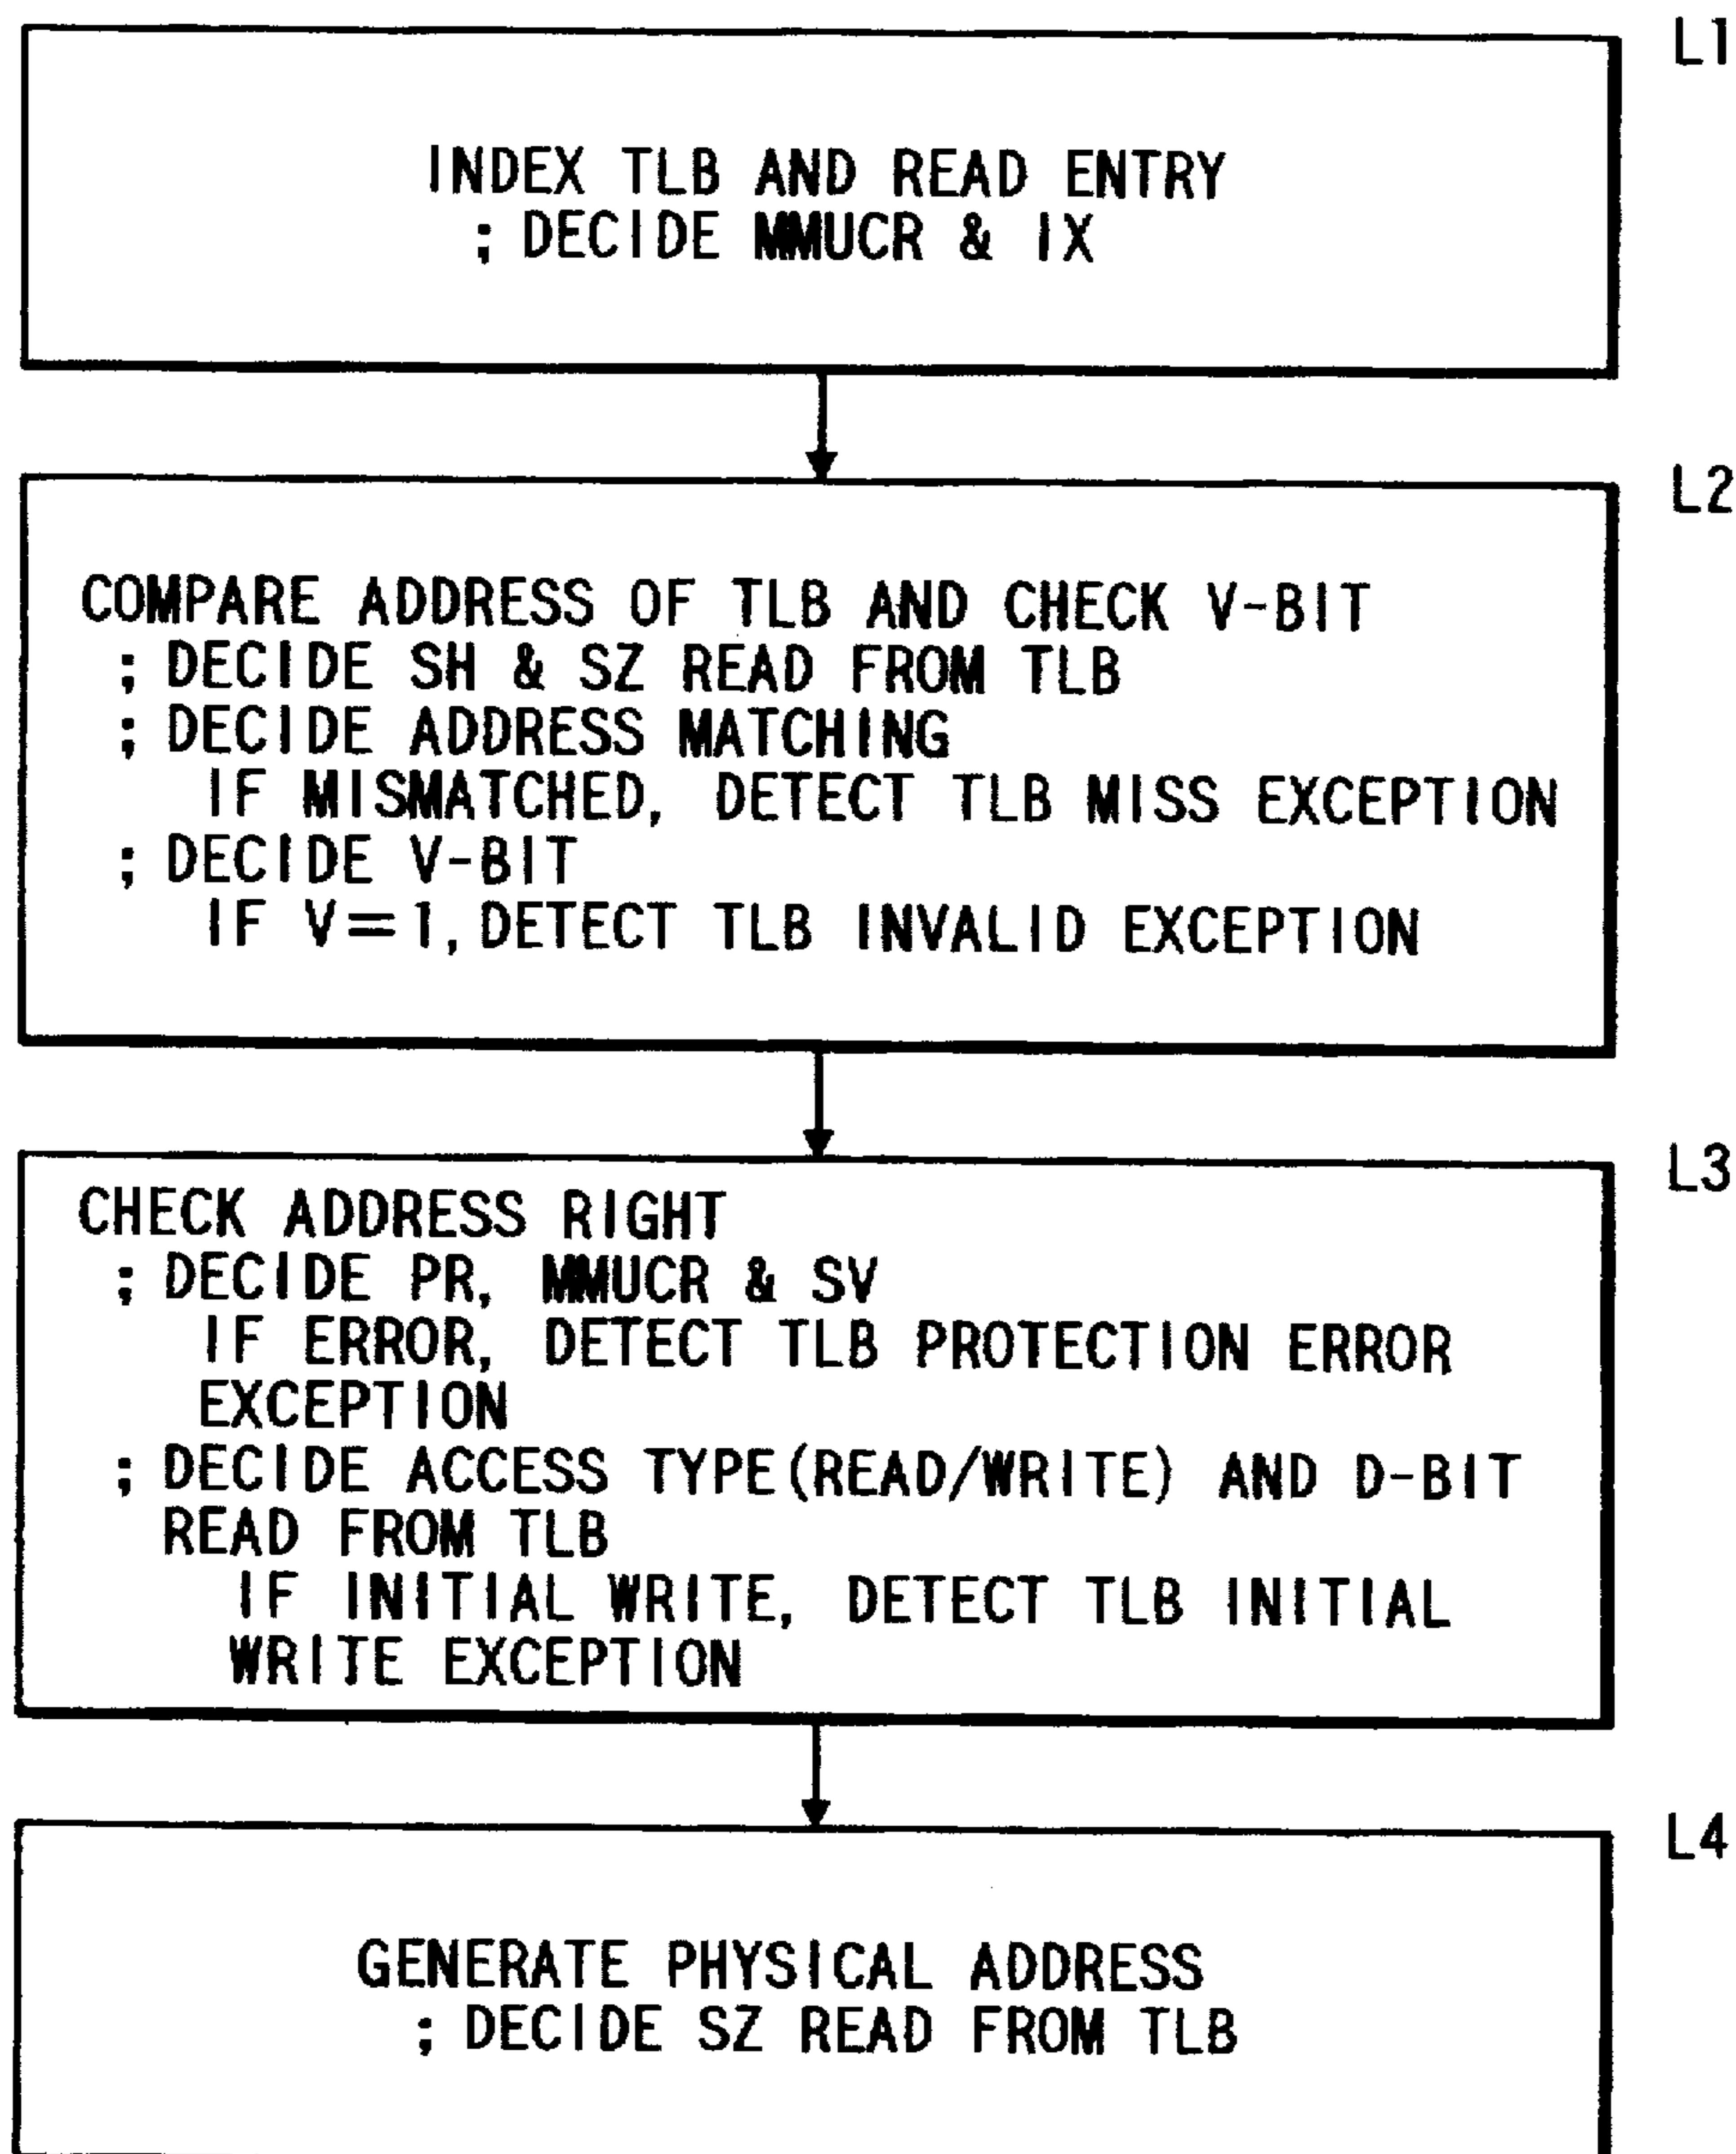 L1
INDEX TLB AND READ ENTRY
; DECIDE MMUCR & IX
L2
COMPARE ADDRESS OF TLB AND CHECK V-BIT
; DECIDE SH & SZ READ FROM TLB
; DECIDE ADDRESS MATCHING
IF MISMATCHED, DETECT TLB MISS EXCEPTION
; DECIDE V-BIT
IF V=1, DETECT TLB INVALID EXCEPTION
L3
CHECK ADDRESS RIGHT
; DECIDE PR, MMUCR & SV
IF ERROR, DETECT TLB PROTECTION ERROR
EXCEPTION
; DECIDE ACCESS TYPE(READ/WRITE) AND D-BIT
READ FROM TLB
IF INITIAL WRITE, DETECT TLB INITIAL
WRITE EXCEPTION
L4
GENERATE PHYSICAL ADDRESS
; DECIDE SZ READ FROM TLB